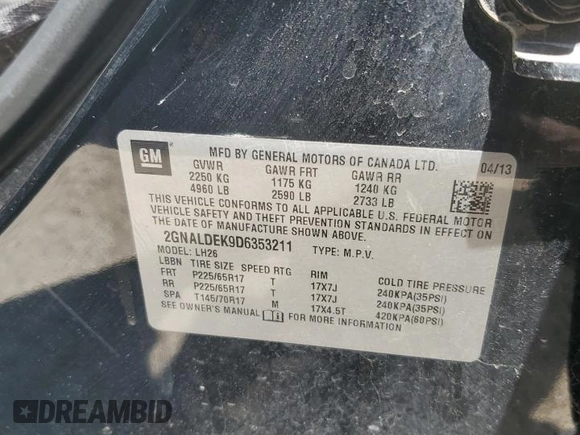 GM
MFD BY GENERAL MOTORS OF CANADA LTD.
04/13
GVWR GAWR FRT GAWR RR
2250 KG 1175 KG 1240 KG
4960 LB 2590 LB 2733 LB
THIS VEHICLE CONFORMS TO ALL APPLICABLE U.S. FEDERAL MOTOR
VEHICLE SAFETY AND THEFT PREVENTION STANDARDS IN EFFECT ON
THE DATE OF MANUFACTURE SHOWN ABOVE.
2GNALDEK9D6353211 TYPE: M.P.V.
MODEL: LH26
LBBN TIRE SIZE SPEED RTG RIM COLD TIRE PRESSURE
FRT P225/65R17 T 17X7J 240KPA(35PSI)
RR P225/65R17 T 17X7J 240KPA(35PSI)
SPA T145/70R17 M 17X4.5T 420KPA(60PSI)
SEE OWNER'S MANUAL FOR MORE INFORMATION
DREAMBID